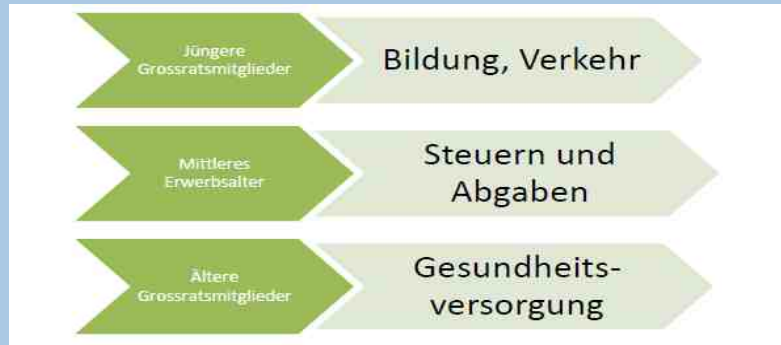 Jüngere
Grossratsmitglieder
Bildung, Verkehr
Mittleres
Erwerbsalter
Steuern und
Abgaben
Ältere
Grossratsmitglieder
Gesundheits-
versorgung